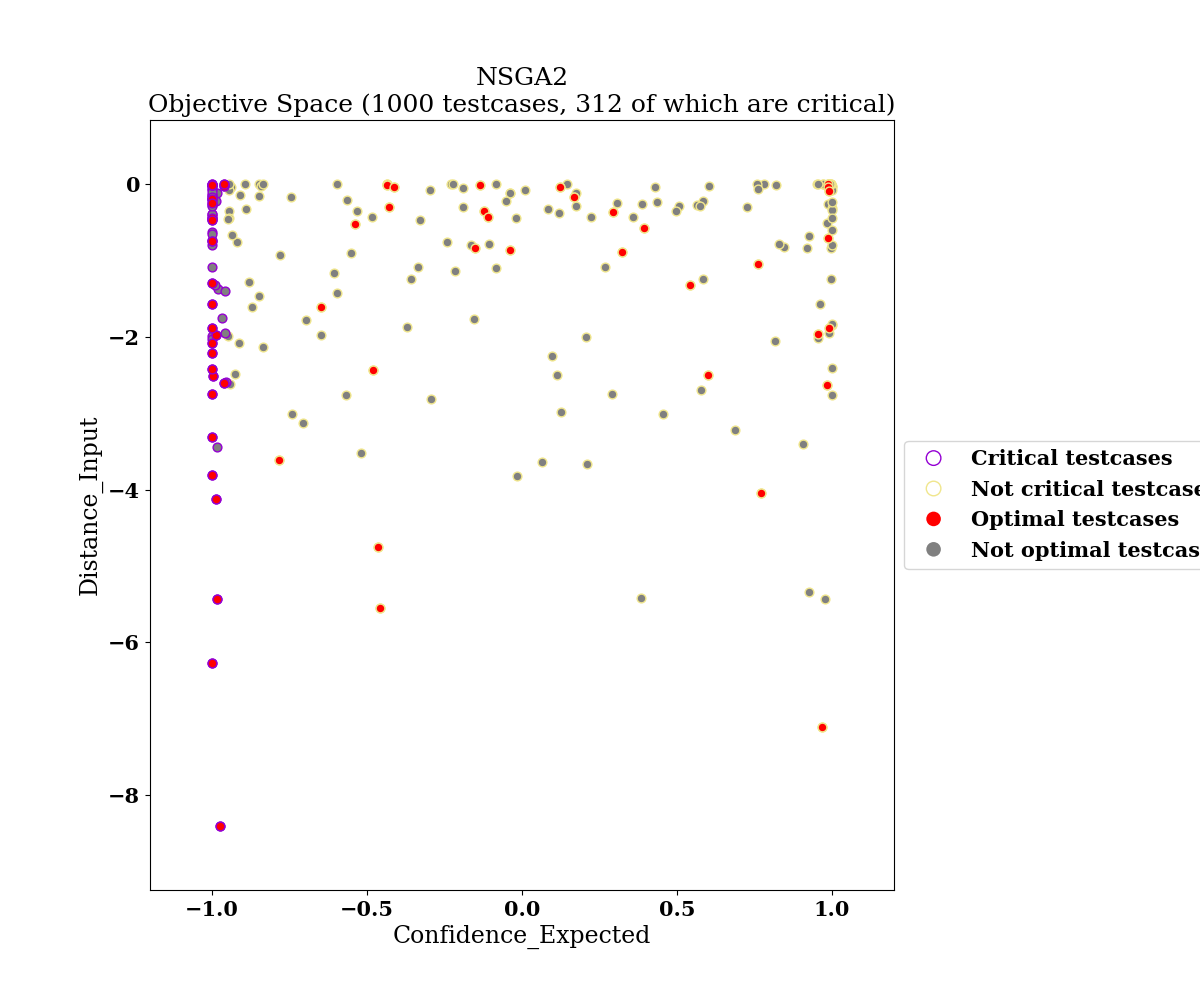 NSGA2
Objective Space (1000 testcases, 312 of which are critical)
0
−2
−4
−6
−8
Distance_Input
−1.0
−0.5
0.0
0.5
1.0
Confidence_Expected
Critical testcases
Not critical testcase
Optimal testcases
Not optimal testcas